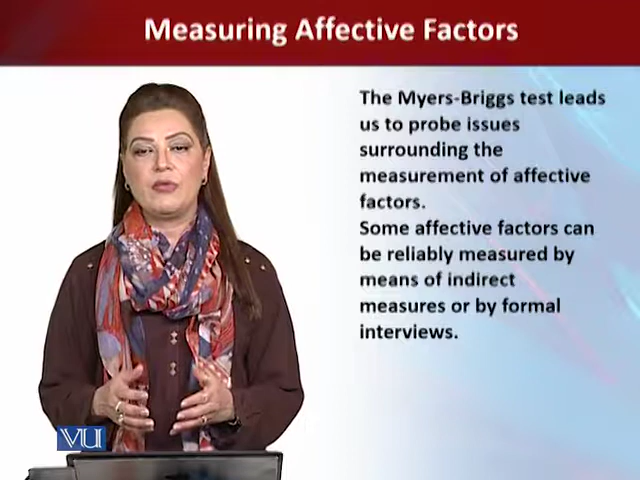 Measuring Affective Factors
The Myers-Briggs test leads
us to probe issues
surrounding the
measurement of affective
factors.
Some affective factors can
be reliably measured by
means of indirect
measures or by formal
interviews.
VU